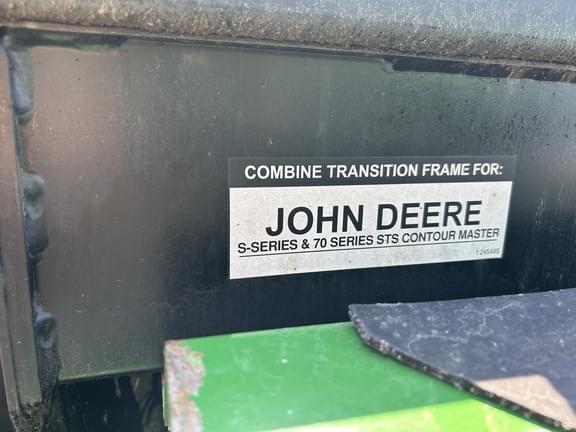 COMBINE TRANSITION FRAME FOR:
JOHN DEERE
S-SERIES & 70 SERIES STS CONTOUR MASTER